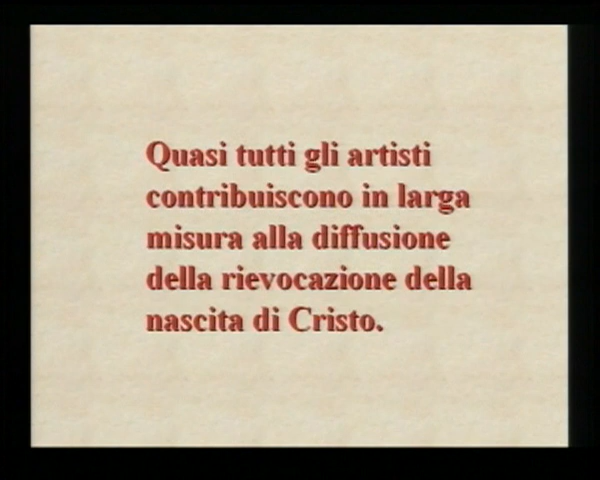 Quasi tutti gli artisti
contribuiscono in larga
misura alla diffusione
della rievocazione della
nascita di Cristo.